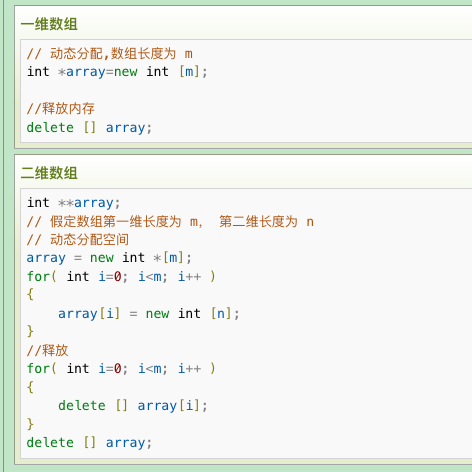 一维数组
// 动态分配,数组长度为 m
int *array=new int [m];
//释放内存
delete [] array;
二维数组
int **array;
// 假定数组第一维长度为 m， 第二维长度为 n
// 动态分配空间
array = new int *[m];
for( int i=0; i<m; i++ )
{
    array[i] = new int [n];
}
//释放
for( int i=0; i<m; i++ )
{
    delete [] array[i];
}
delete [] array;